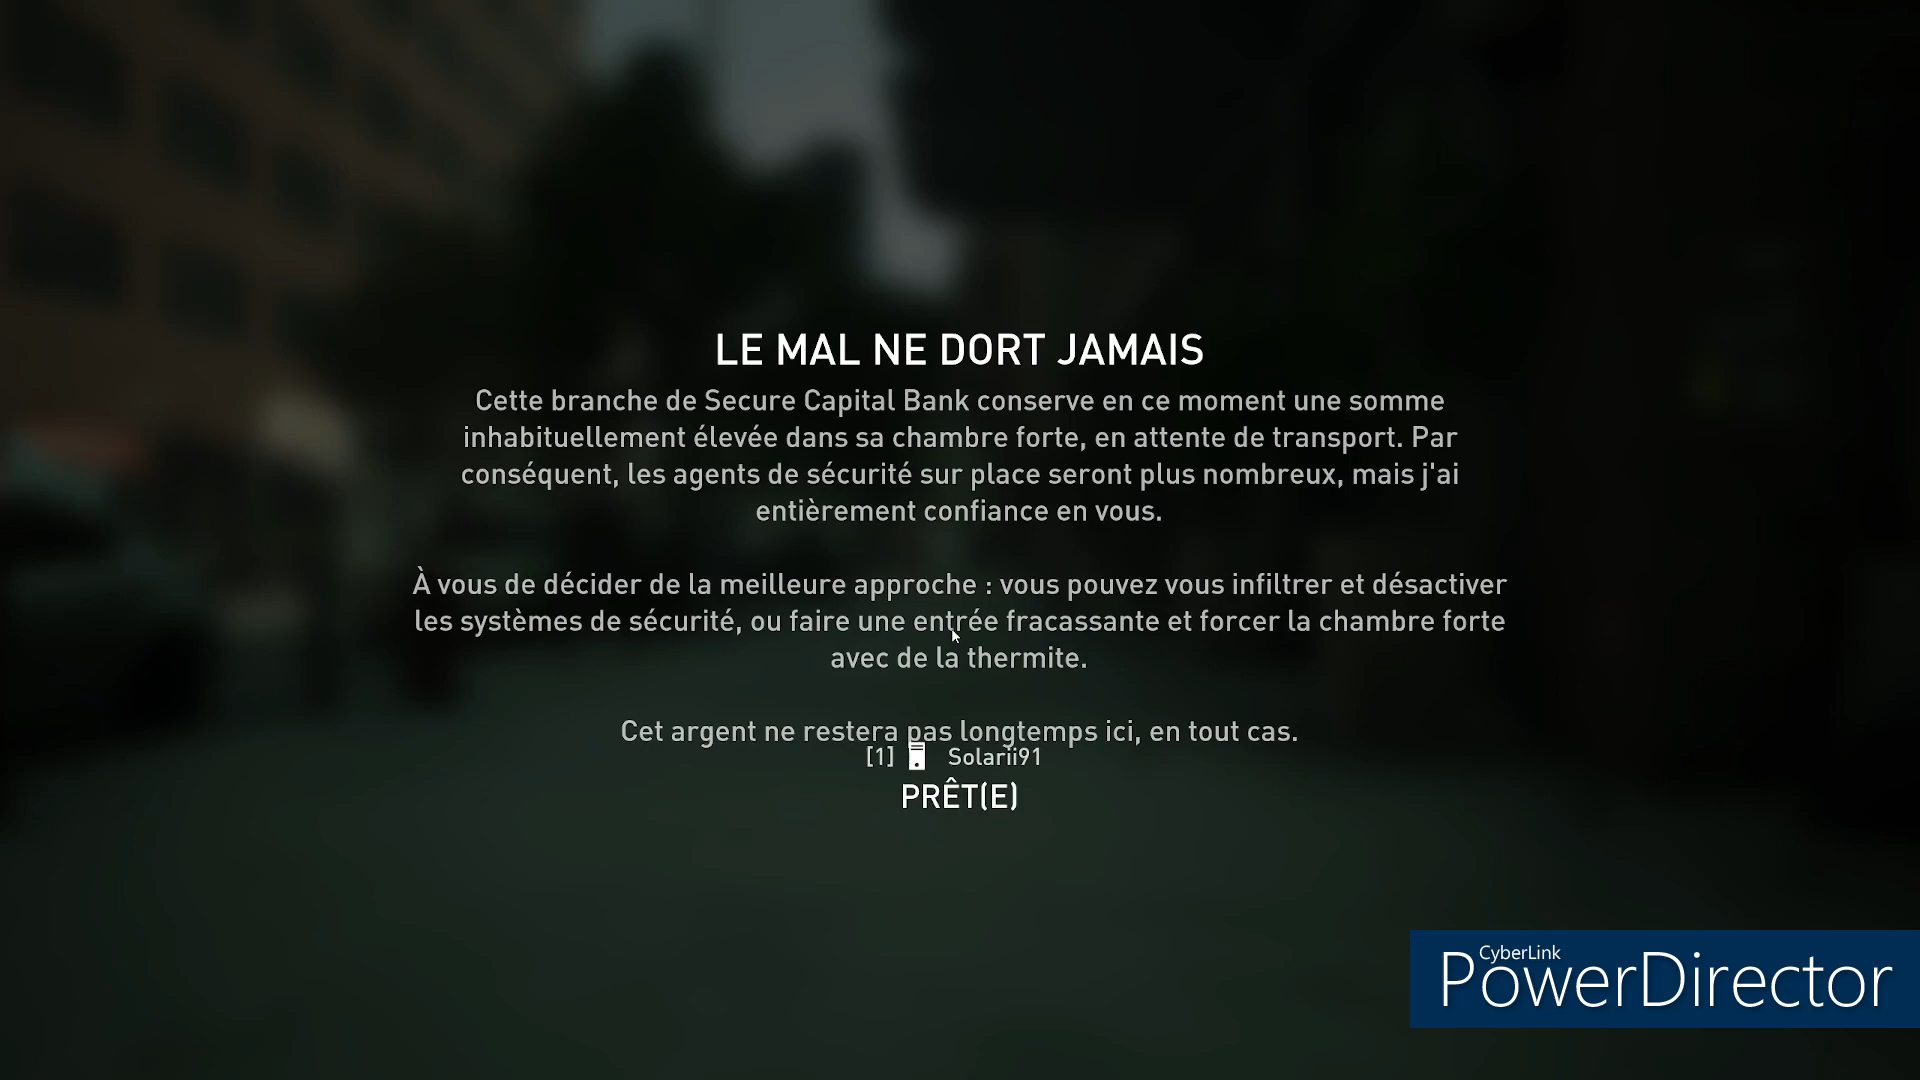 LE MAL NE DORT JAMAIS
Cette branche de Secure Capital Bank conserve en ce moment une somme
inhabituellement élevée dans sa chambre forte, en attente de transport. Par
conséquent, les agents de sécurité sur place seront plus nombreux, mais j'ai
entièrement confiance en vous.
À vous de décider de la meilleure approche : vous pouvez vous infiltrer et désactiver
les systèmes de sécurité, ou faire une entrée fracassante et forcer la chambre forte
avec de la thermite.
Cet argent ne restera pas longtemps ici, en tout cas.
[1] Solarii91
PRÊT(E)
CyberLink
PowerDirector